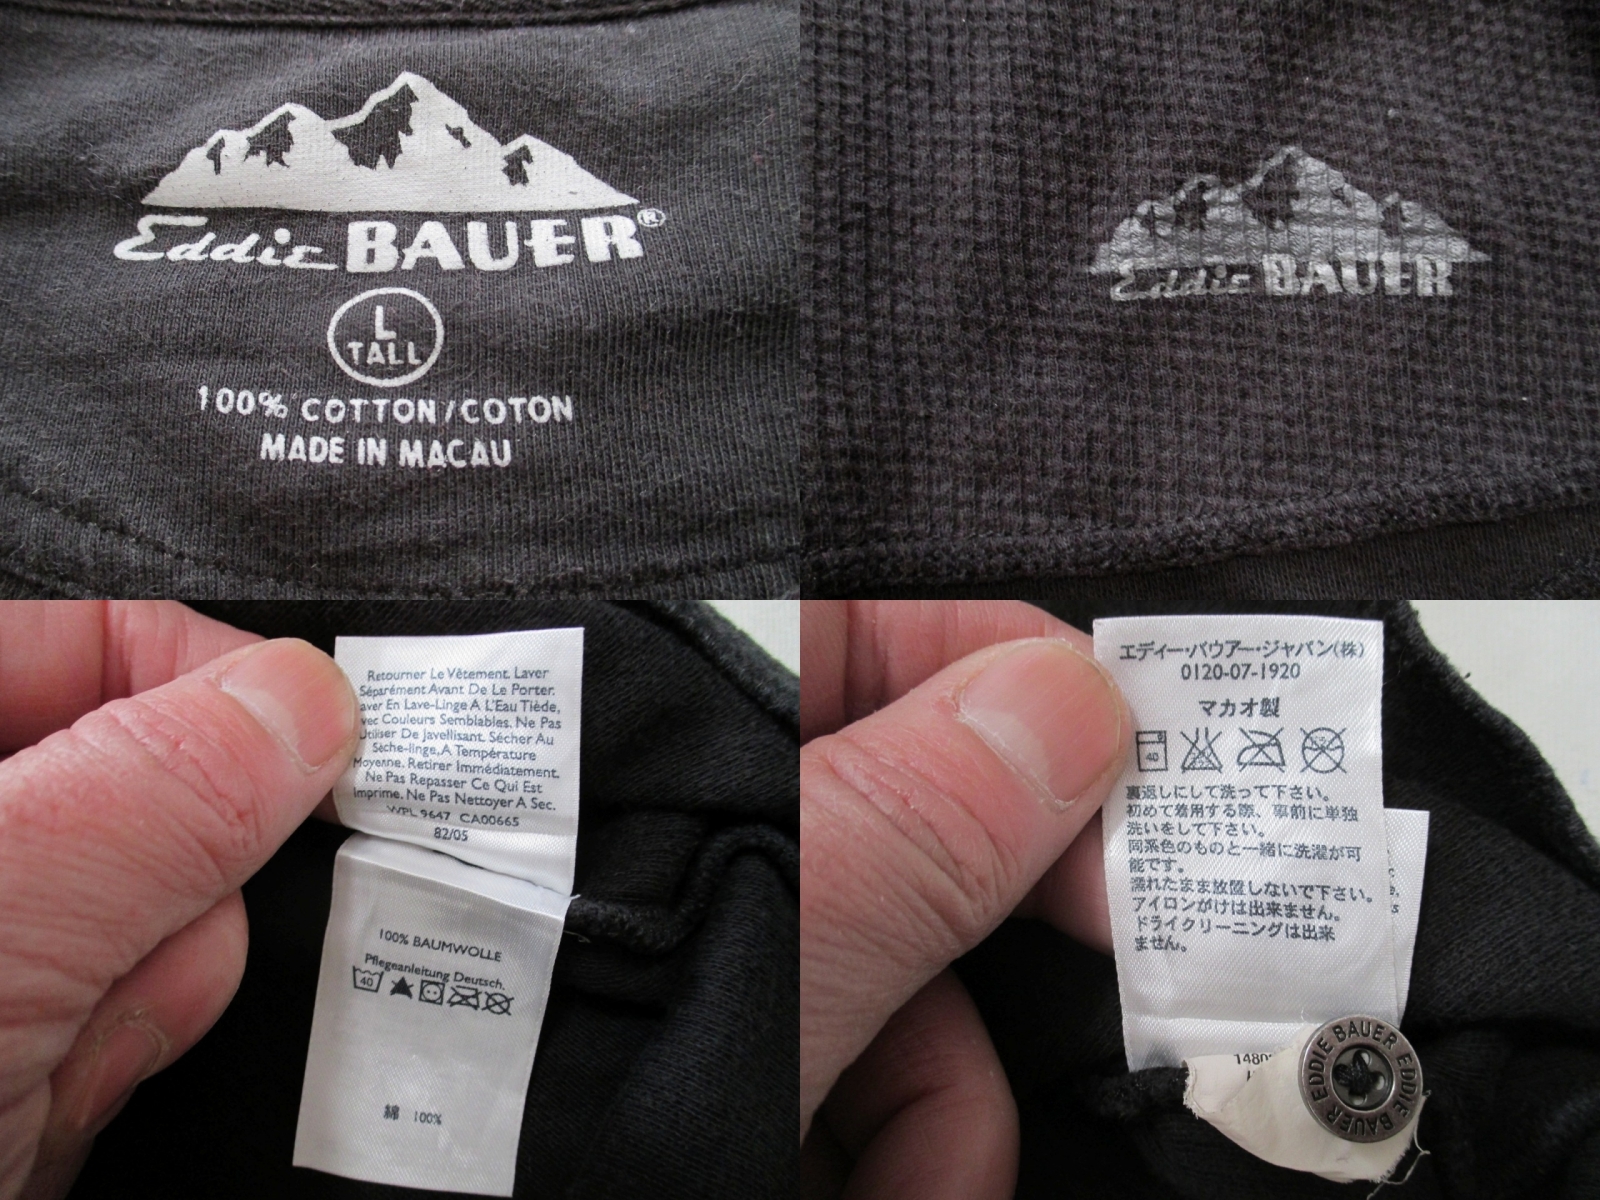 Eddie BAUER®
L
TALL
100% COTTON/COTON
MADE IN MACAU
Eddie BAUER
Retourner Le Vêtement. Laver
Séparément Avant De Le Porter.
aver En Lave-Linge A L'Eau Tiède,
vec Couleurs Semblables. Ne Pas
Utiliser De Javellisant. Sécher Au
Sèche-linge, A Température
Moyenne. Retirer Immédiatement.
Ne Pas Repasser Ce Qui Est
Imprime. Ne Pas Nettoyer A Sec.
WPL 9647 CA00665
82/05
100% BAUMWOLLE
Pflegeanleitung Deutsch.
40
綿 100%
エディー・バウアー・ジャパン(株)
0120-07-1920
マカオ製
40
裏返しにして洗って下さい。
初めて着用する際、事前に単独
洗いをして下さい。
同系色のものと一緒に洗濯が可
能です。
濡れたまま放置しないで下さい。
アイロンがけは出来ません。
ドライクリーニングは出来
ません。
1480
EDDIE BAUER EDDIE BAUER